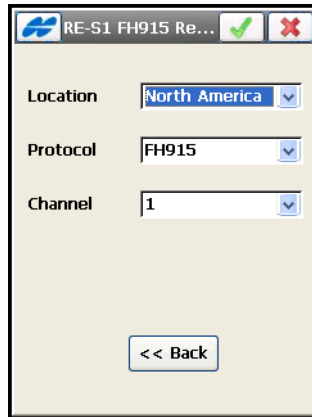 RE-S1 FH915 Re...
Location North America
Protocol FH915
Channel 1
<< Back